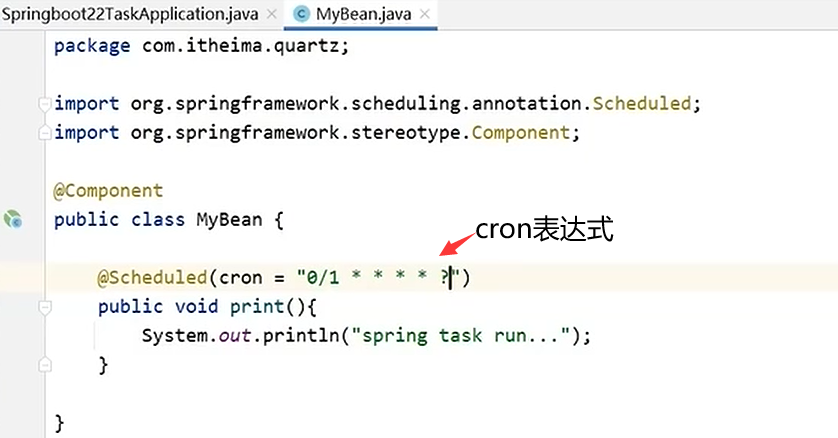 Springboot22TaskApplication.java MyBean.java
package com.itheima.quartz;
import org.springframework.scheduling.annotation.Scheduled;
import org.springframework.stereotype.Component;
@Component
public class MyBean {
cron表达式
@Scheduled(cron = "0/1 * * * * ?")
public void print(){
System.out.println("spring task run...");
}
}